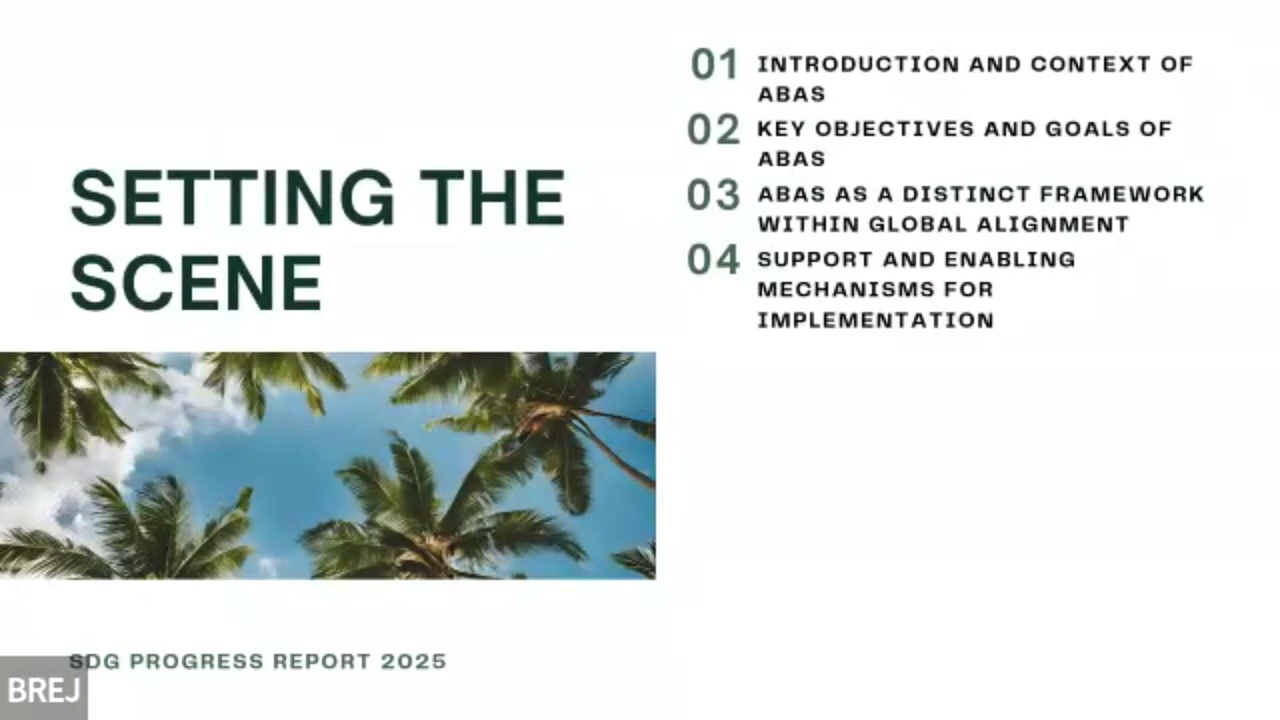 SETTING THE
SCENE
01 INTRODUCTION AND CONTEXT OF
ABAS
02 KEY OBJECTIVES AND GOALS OF
ABAS
03 ABAS AS A DISTINCT FRAMEWORK
WITHIN GLOBAL ALIGNMENT
04 SUPPORT AND ENABLING
MECHANISMS FOR
IMPLEMENTATION
SDG PROGRESS REPORT 2025
BREJ